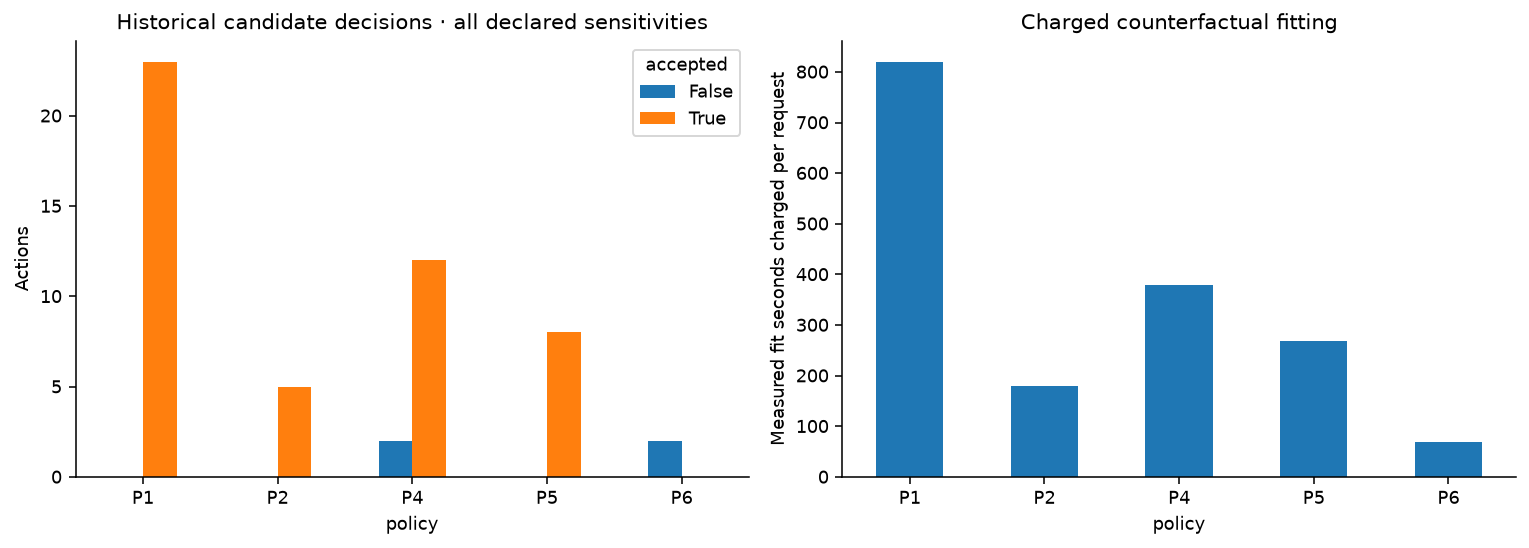 Historical candidate decisions · all declared sensitivities
accepted
False
True
Actions
20
15
10
5
0
P1 P2 P4 P5 P6
policy
Charged counterfactual fitting
Measured fit seconds charged per request
800
700
600
500
400
300
200
100
0
P1 P2 P4 P5 P6
policy